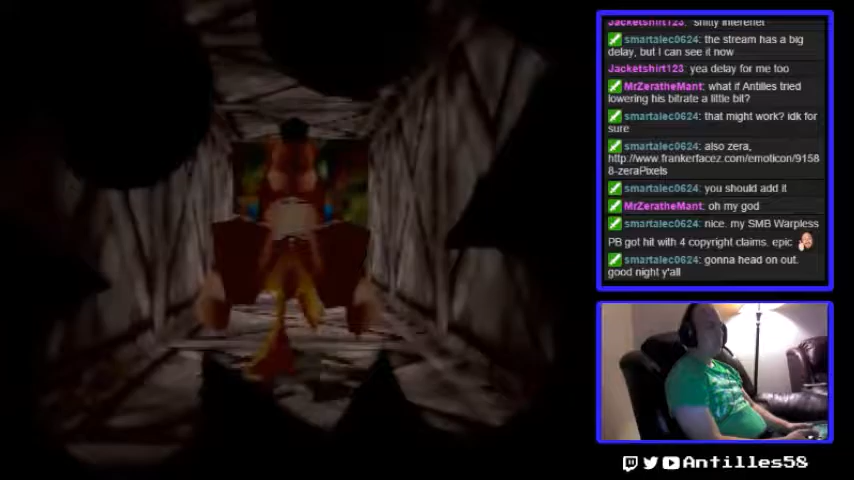 Jacketshirt123: shitty interenet
smartalec0624: the stream has a big
delay, but I can see it now
Jacketshirt123: yea delay for me too
MrZeratheMant: what if Antilles tried
lowering his bitrate a little bit?
smartalec0624: that might work? idk for
sure
smartalec0624: also zera,
http://www.frankerfacez.com/emoticon/9158
8-zeraPixels
smartalec0624: you should add it
MrZeratheMant: oh my god
smartalec0624: nice. my SMB Warpless
PB got hit with 4 copyright claims. epic
smartalec0624: gonna head on out.
good night y'all
Antilles58